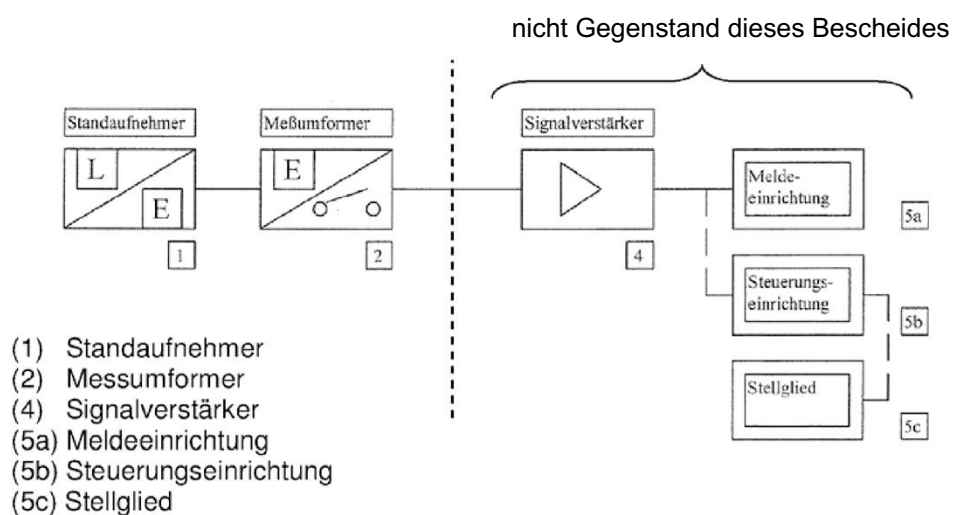 nicht Gegenstand dieses Bescheides
Standaufnehmer
Meßumformer
Signalverstärker
L
E
E
Melde-
einrichtung
1
2
4
5a
Steuerungs-
einrichtung
5b
Stellglied
5c
(1) Standaufnehmer
(2) Messumformer
(4) Signalverstärker
(5a) Meldeeinrichtung
(5b) Steuerungseinrichtung
(5c) Stellglied